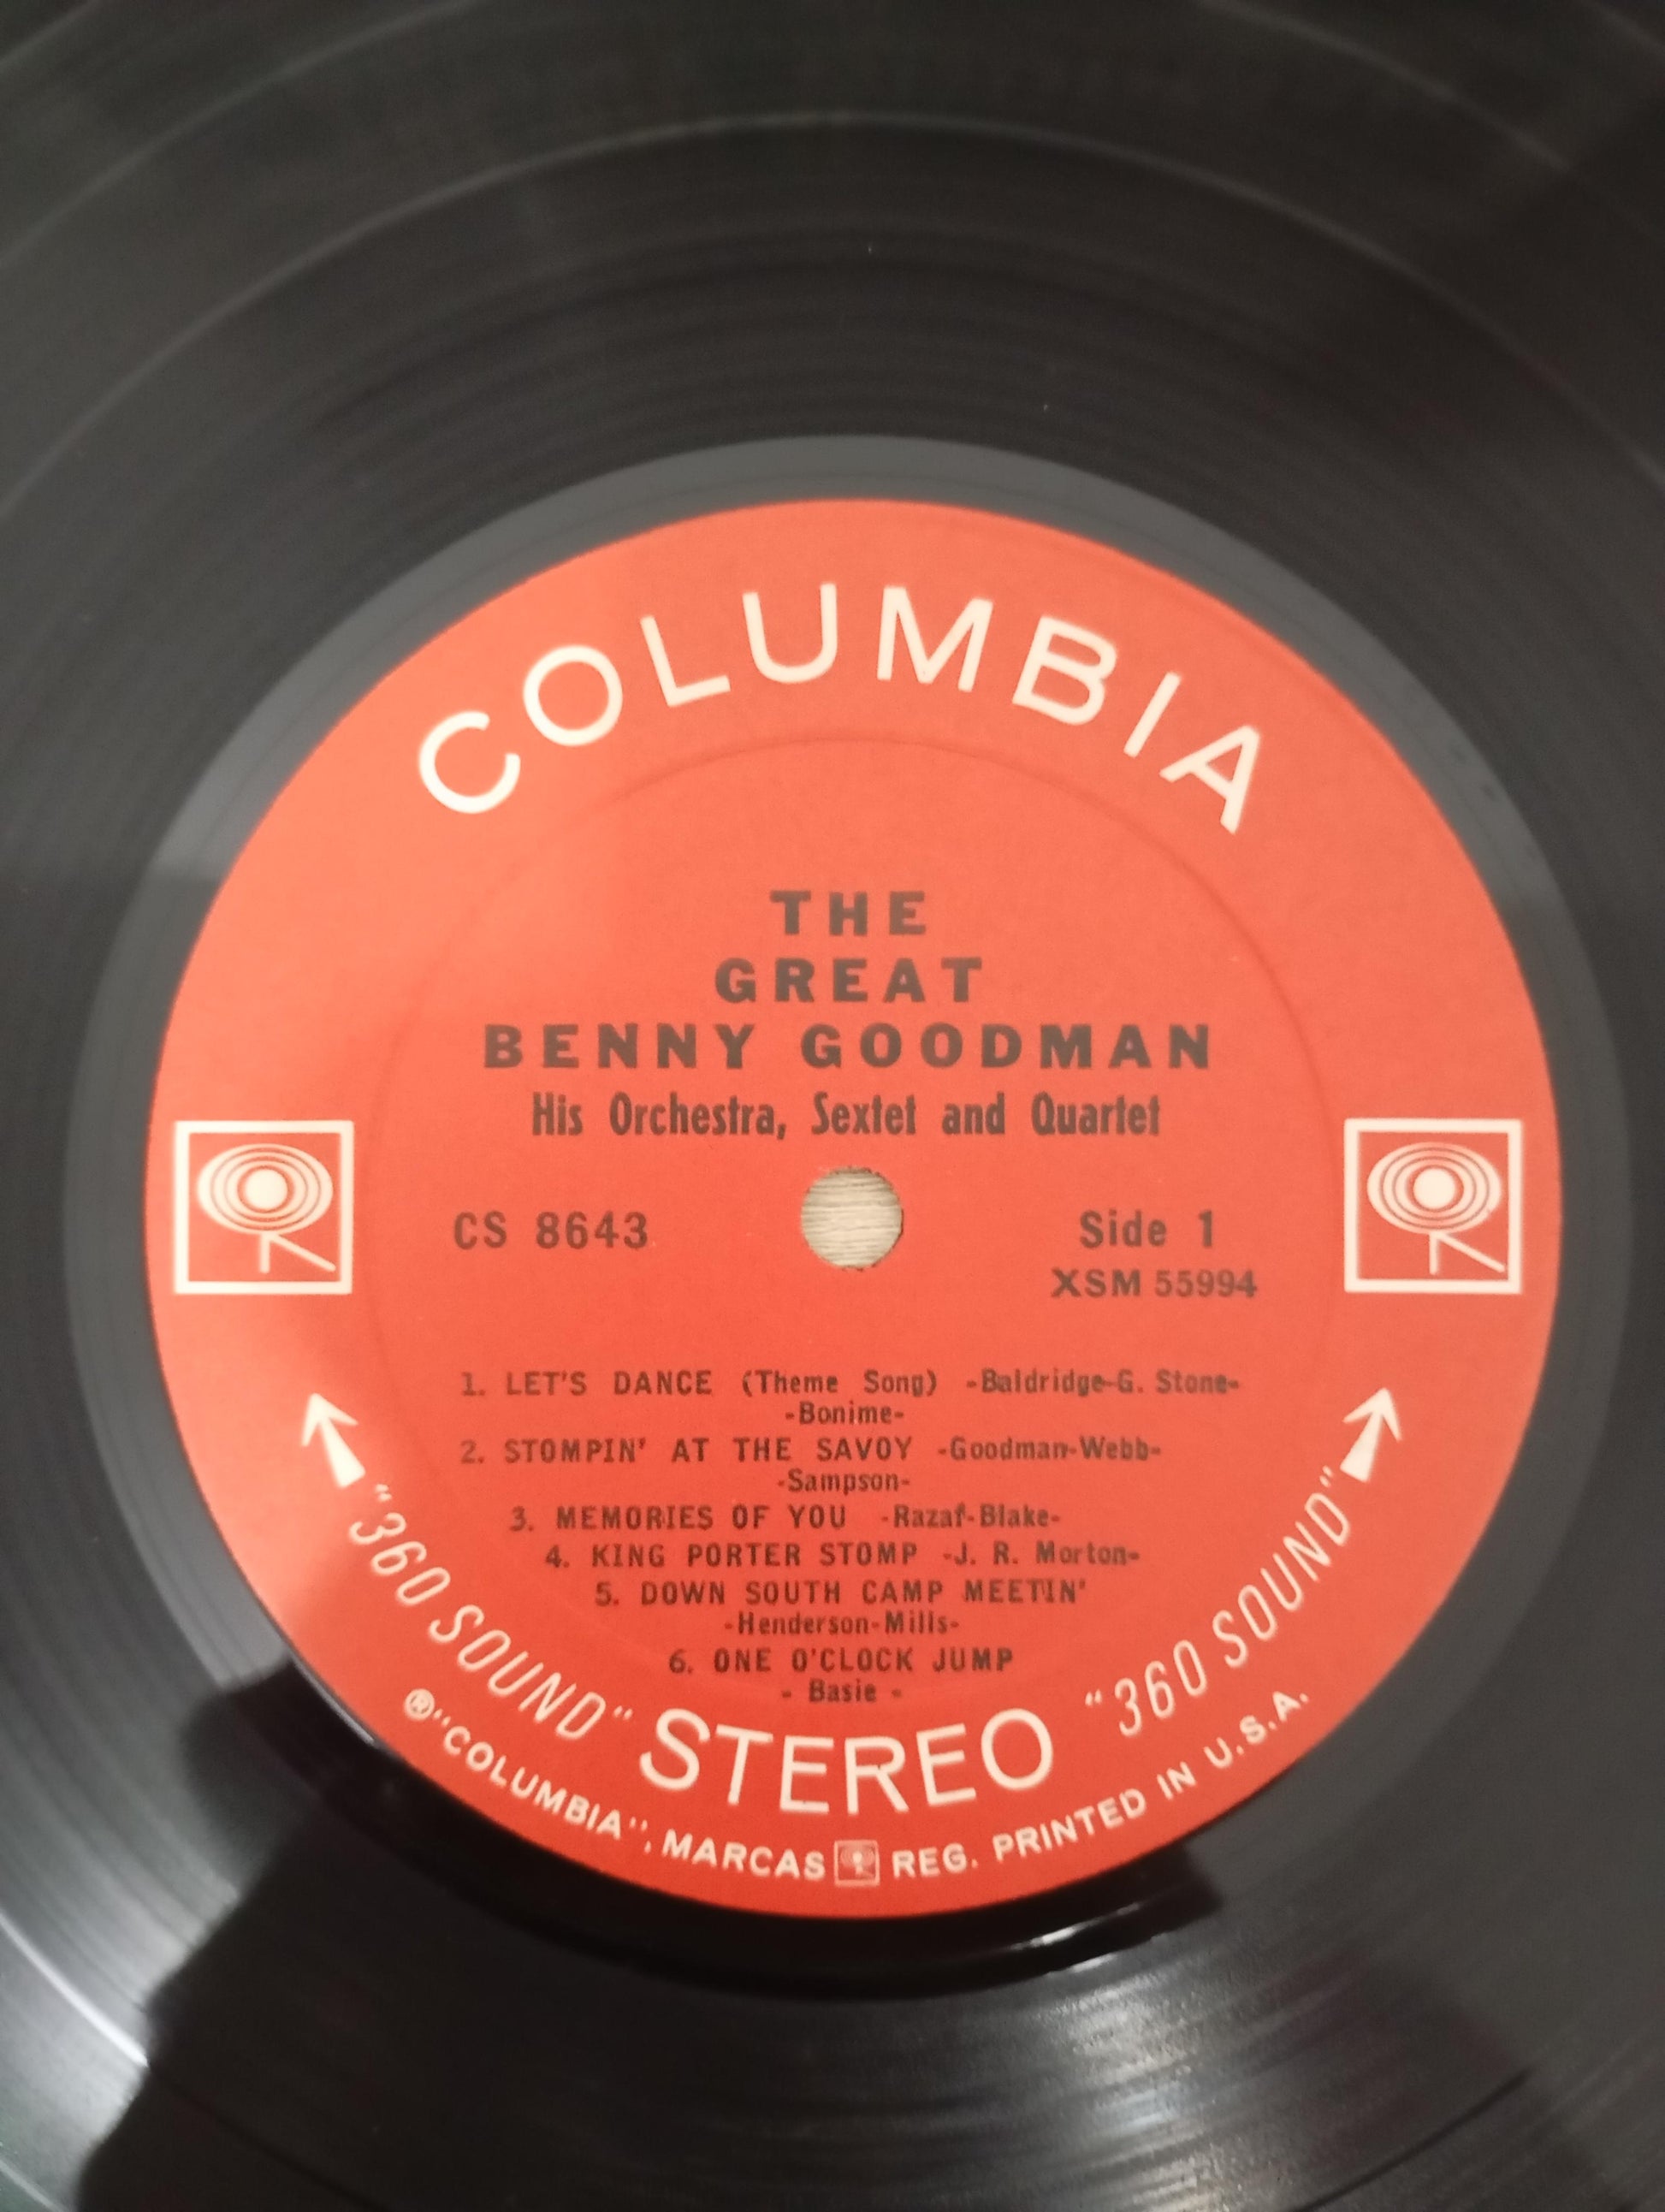 COLUMBIA
THE
GREAT
BENNY GOODMAN
His Orchestra, Sextet and Quartet
CS 8643
Side 1
XSM 55994
1. LET'S DANCE (Theme Song) -Baldridge-G. Stone-
-Bonime-
2. STOMPIN' AT THE SAVOY -Goodman-Webb-
-Sampson-
3. MEMORIES OF YOU -Razaf-Blake-
4. KING PORTER STOMP -J. R. Morton-
5. DOWN SOUTH CAMP MEETIN'
-Henderson-Mills-
6. ONE O'CLOCK JUMP
- Basie -
"360 SOUND" STEREO "360 SOUND"
®"COLUMBIA", MARCAS REG. PRINTED IN U.S.A.